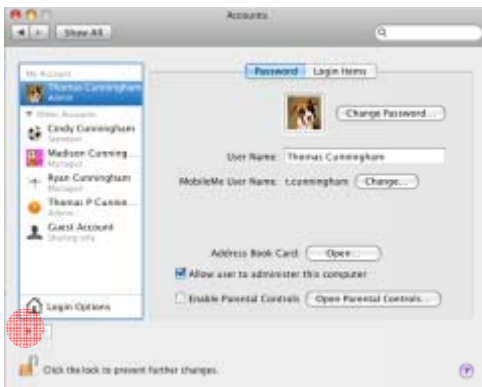 Accounts
Show All
My Account
Thomas Cunningham
Admin
Other Accounts
Cindy Cunningham
Standard
Madison Cunning...
Managed
Ryan Cunningham
Managed
Thomas P Cunnin...
Admin
Guest Account
Sharing only
Login Options
Password
Login Items
Change Password...
User Name: Thomas Cunningham
MobileMe User Name: t.cunningham Change...
Address Book Card: Open...
Allow user to administer this computer
Enable Parental Controls Open Parental Controls...
Click the lock to prevent further changes.
?